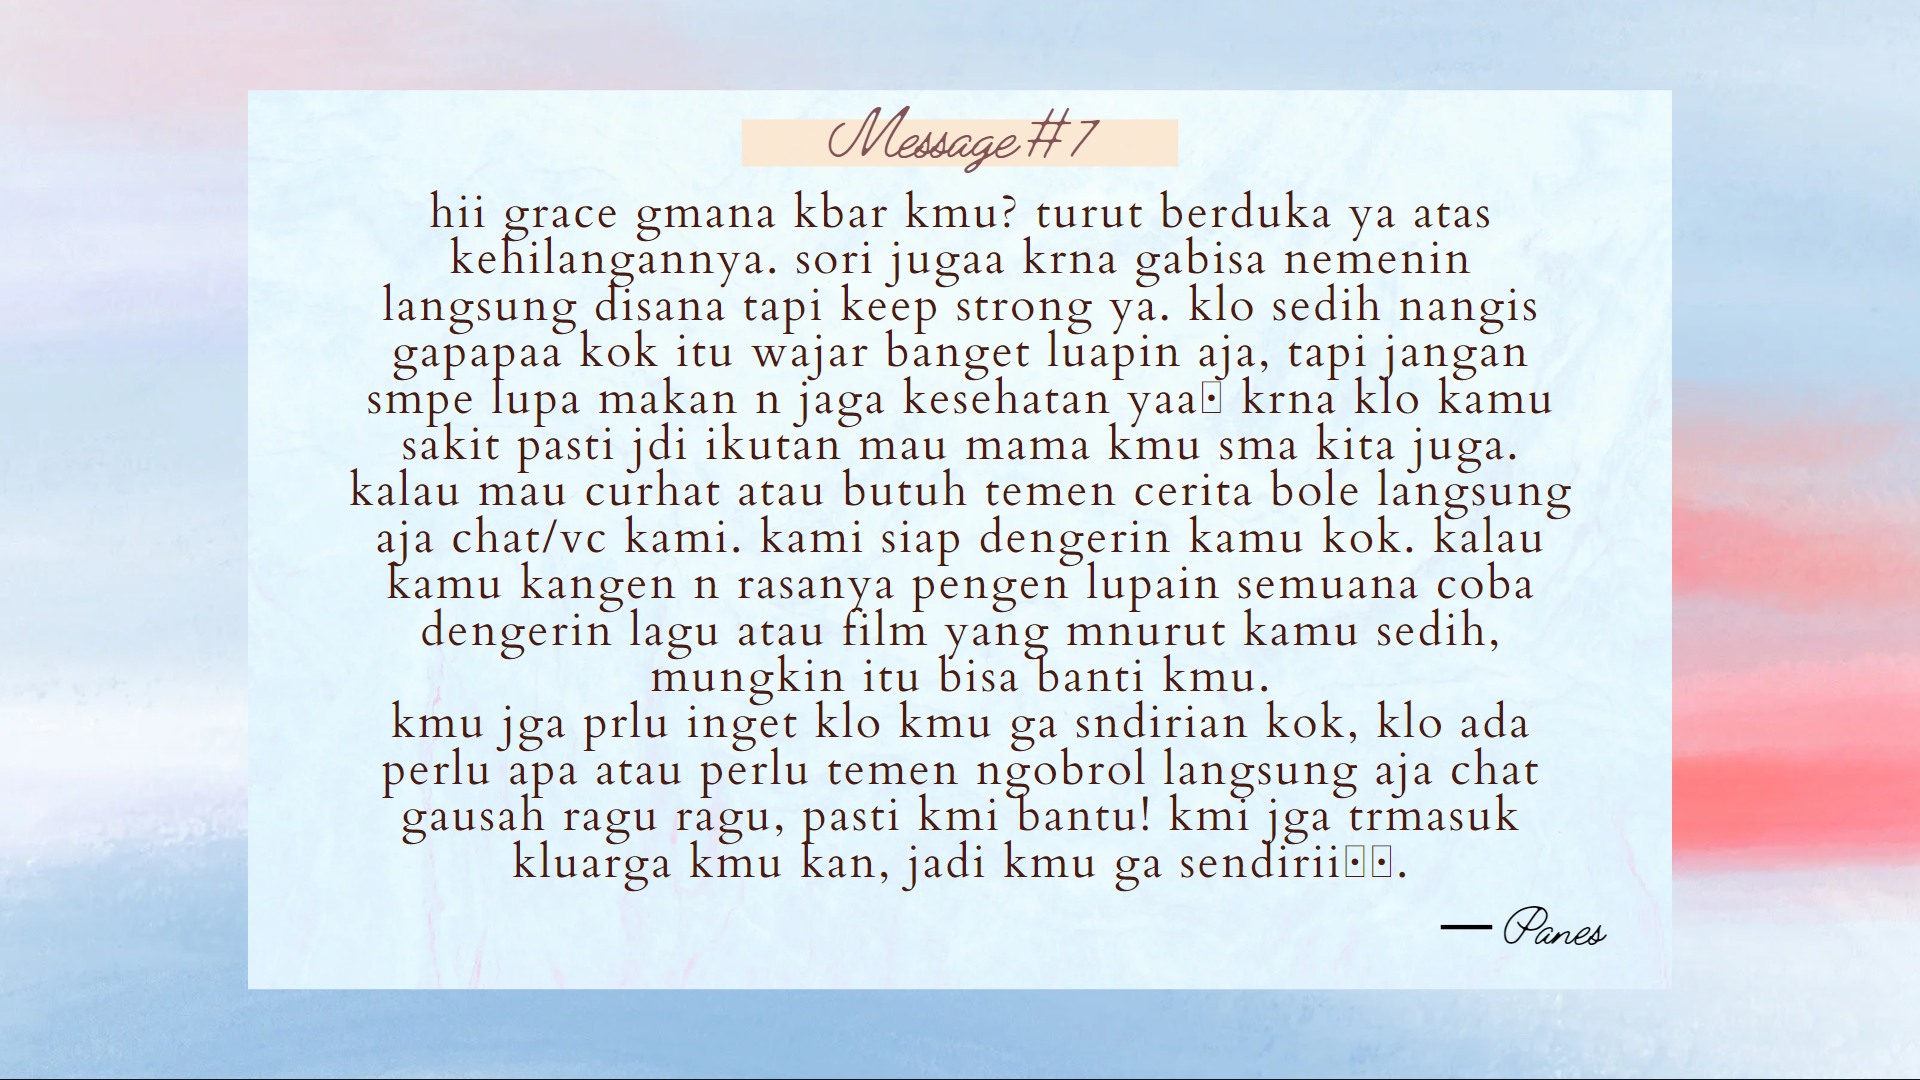 Message #7
hii grace gmana kbar kmu? turut berduka ya atas
kehilangannya. sori jugaa krna gabisa nemenin
langsung disana tapi keep strong ya. klo sedih nangis
gapapaa kok itu wajar banget luapin aja, tapi jangan
smpe lupa makan n jaga kesehatan yaa krna klo kamu
sakit pasti jdi ikutan mau mama kmu sma kita juga.
kalau mau curhat atau butuh temen cerita bole langsung
aja chat/vc kami. kami siap dengerin kamu kok. kalau
kamu kangen n rasanya pengen lupain semuana coba
dengerin lagu atau film yang mnurut kamu sedih,
mungkin itu bisa banti kmu.
kmu jga prlu inget klo kmu ga sndirian kok, klo ada
perlu apa atau perlu temen ngobrol langsung aja chat
gausah ragu ragu, pasti kmi bantu! kmi jga trmasuk
kluarga kmu kan, jadi kmu ga sendirii.
— Panes